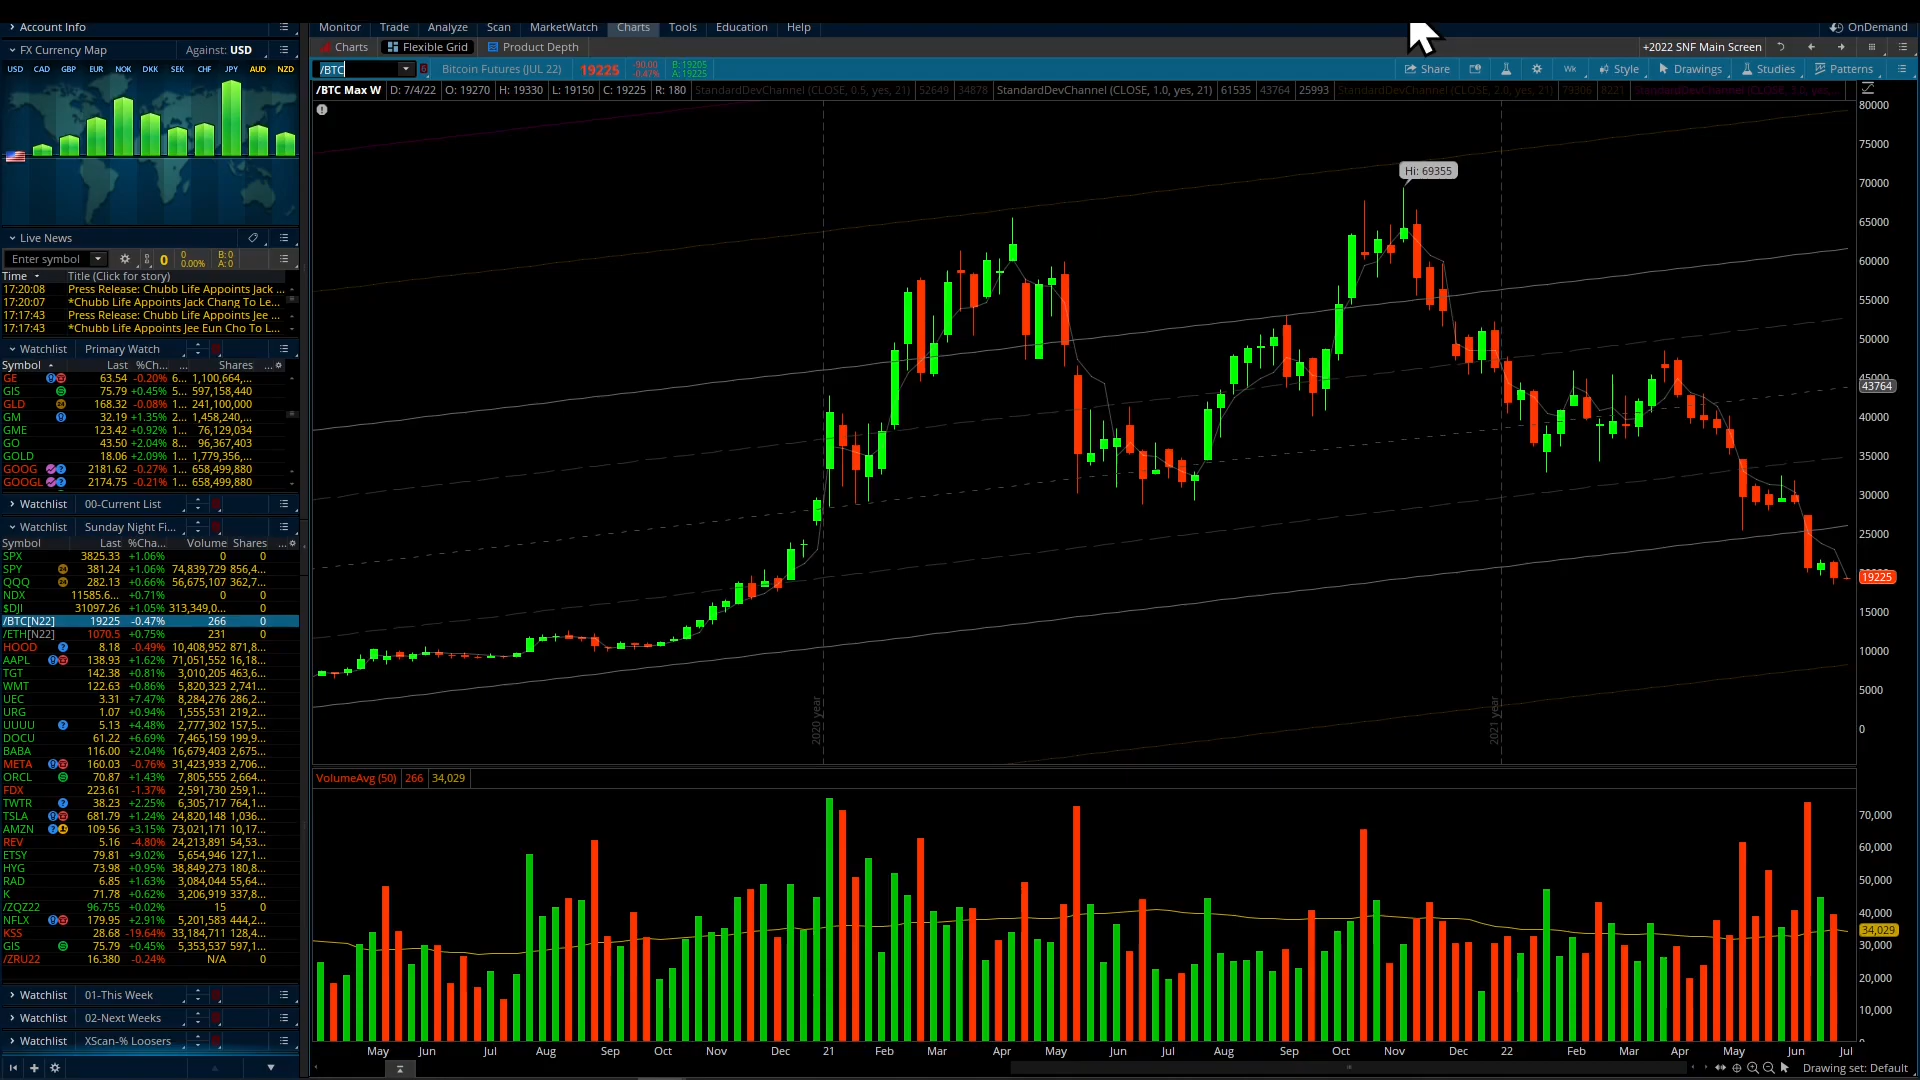 Account Info
Monitor Trade Analyze Scan MarketWatch Charts Tools Education Help OnDemand
FX Currency Map Against: USD
Charts Flexible Grid Product Depth +2022 SNF Main Screen
USD CAD GBP EUR NOK DKK SEK CHF JPY AUD NZD
/BTC Bitcoin Futures (JUL 22) 19225 -90.00 -0.47% B: 19205 A: 19225 Share Wk Style Drawings Studies Patterns
/BTC Max W D: 7/4/22 O: 19270 H: 19330 L: 19150 C: 19225 R: 180 StandardDevChannel (CLOSE, 0.5, yes, 21) 52649 34878 StandardDevChannel (CLOSE, 1.0, yes, 21) 61535 43764 25993 StandardDevChannel (CLOSE, 2.0, yes, 21) 79306 8221
80000
75000
Hi: 69355
70000
65000
60000
55000
50000
45000
43764
40000
35000
30000
25000
19225
15000
10000
5000
0
2020 year
2021 year
Live News
Enter symbol 0 0 0.00% B: 0 A: 0
Time Title (Click for story)
17:20:08 Press Release: Chubb Life Appoints Jack ...
17:20:07 *Chubb Life Appoints Jack Chang To Le...
17:17:43 Press Release: Chubb Life Appoints Jee ...
17:17:43 *Chubb Life Appoints Jee Eun Cho To L...
Watchlist Primary Watch
Symbol Last %Ch... ... Shares ...
GE 63.54 -0.20% 6... 1,100,664,...
GIS 75.79 +0.45% 5... 597,158,440
GLD 168.32 -0.08% 1... 241,100,000
GM 32.19 +1.35% 2... 1,458,240,...
GME 123.42 +0.92% 1... 76,129,034
GO 43.50 +2.04% 8... 96,367,403
GOLD 18.06 +2.09% 1... 1,779,356,...
GOOG 2181.62 -0.27% 1... 658,499,880
GOOGL 2174.75 -0.21% 1... 658,499,880
Watchlist 00-Current List
Watchlist Sunday Night Fi...
Symbol Last %Cha... Volume Shares ...
SPX 3825.33 +1.06% 0 0
SPY 381.24 +1.06% 74,839,729 856,4...
QQQ 282.13 +0.66% 56,675,107 362,7...
NDX 11585.6... +0.71% 0 0
$DJI 31097.26 +1.05% 313,349,0... 0
/BTC[N22] 19225 -0.47% 266 0
/ETH[N22] 1070.5 +0.75% 231 0
HOOD 8.18 -0.49% 10,408,952 871,8...
AAPL 138.93 +1.62% 71,051,552 16,18...
TGT 142.38 +0.81% 3,010,205 463,6...
WMT 122.63 +0.86% 5,820,323 2,741...
UEC 3.31 +7.47% 8,284,276 286,2...
URG 1.07 +0.94% 1,555,531 219,2...
UUUU 5.13 +4.48% 2,777,302 157,5...
DOCU 61.22 +6.69% 7,465,159 199,9...
BABA 116.00 +2.04% 16,679,403 2,675...
META 160.03 -0.76% 31,423,933 2,706...
ORCL 70.87 +1.43% 7,805,555 2,664...
FDX 223.61 -1.37% 2,591,730 259,1...
TWTR 38.23 +2.25% 6,305,717 764,1...
TSLA 681.79 +1.24% 24,820,148 1,036...
AMZN 109.56 +3.15% 73,021,171 10,17...
REV 5.16 -4.80% 24,213,891 54,53...
ETSY 79.81 +9.02% 5,654,946 127,1...
HYG 73.98 +0.95% 38,849,273 180,8...
RAD 6.85 +1.63% 3,084,044 55,64...
K 71.78 +0.62% 3,206,919 337,8...
/ZQZ22 96.755 +0.02% 15 0
NFLX 179.95 +2.91% 5,201,583 444,2...
KSS 28.68 -19.64% 33,184,711 128,4...
GIS 75.79 +0.45% 5,353,537 597,1...
/ZRU22 16.380 -0.24% N/A 0
Watchlist 01-This Week
Watchlist 02-Next Weeks
Watchlist XScan-% Loosers
VolumeAvg (50) 266 34,029
70,000
60,000
50,000
40,000
34,029
30,000
20,000
10,000
May Jun Jul Aug Sep Oct Nov Dec 21 Feb Mar Apr May Jun Jul Aug Sep Oct Nov Dec 22 Feb Mar Apr May Jun Jul
Drawing set: Default